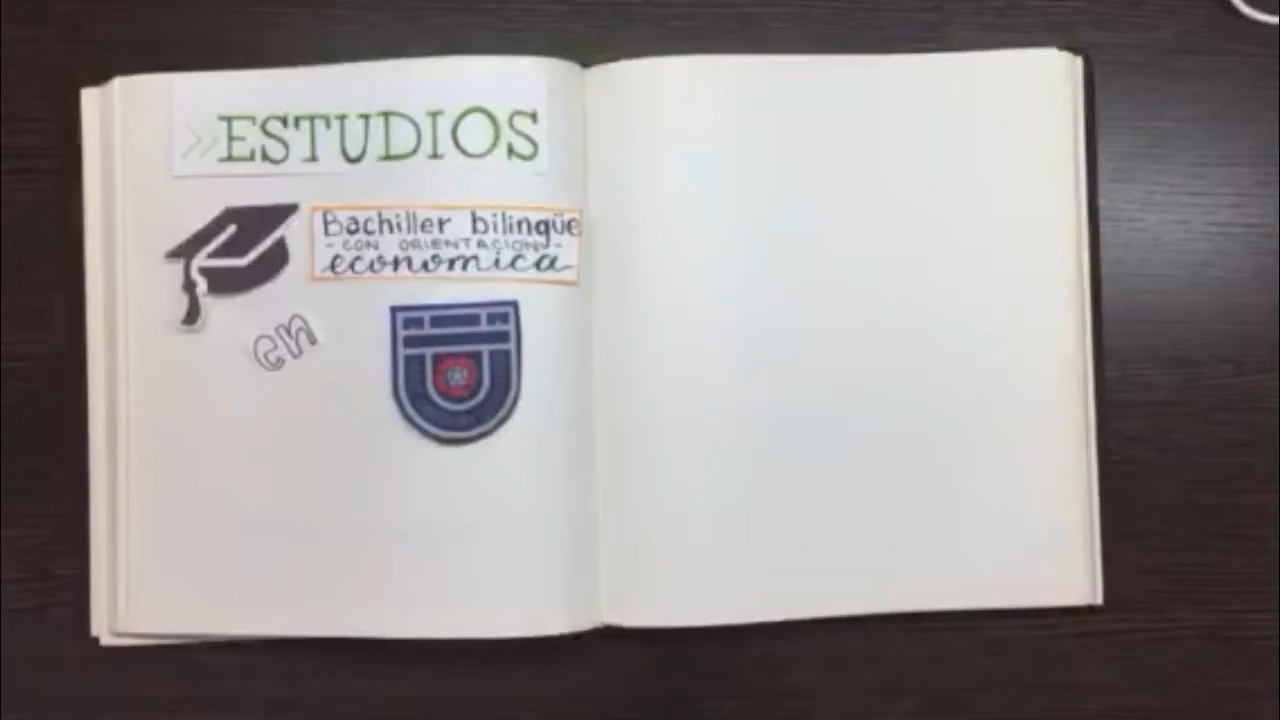 »ESTUDIOS
Bachiller bilingüe
- CON ORIENTACION -
economica
en